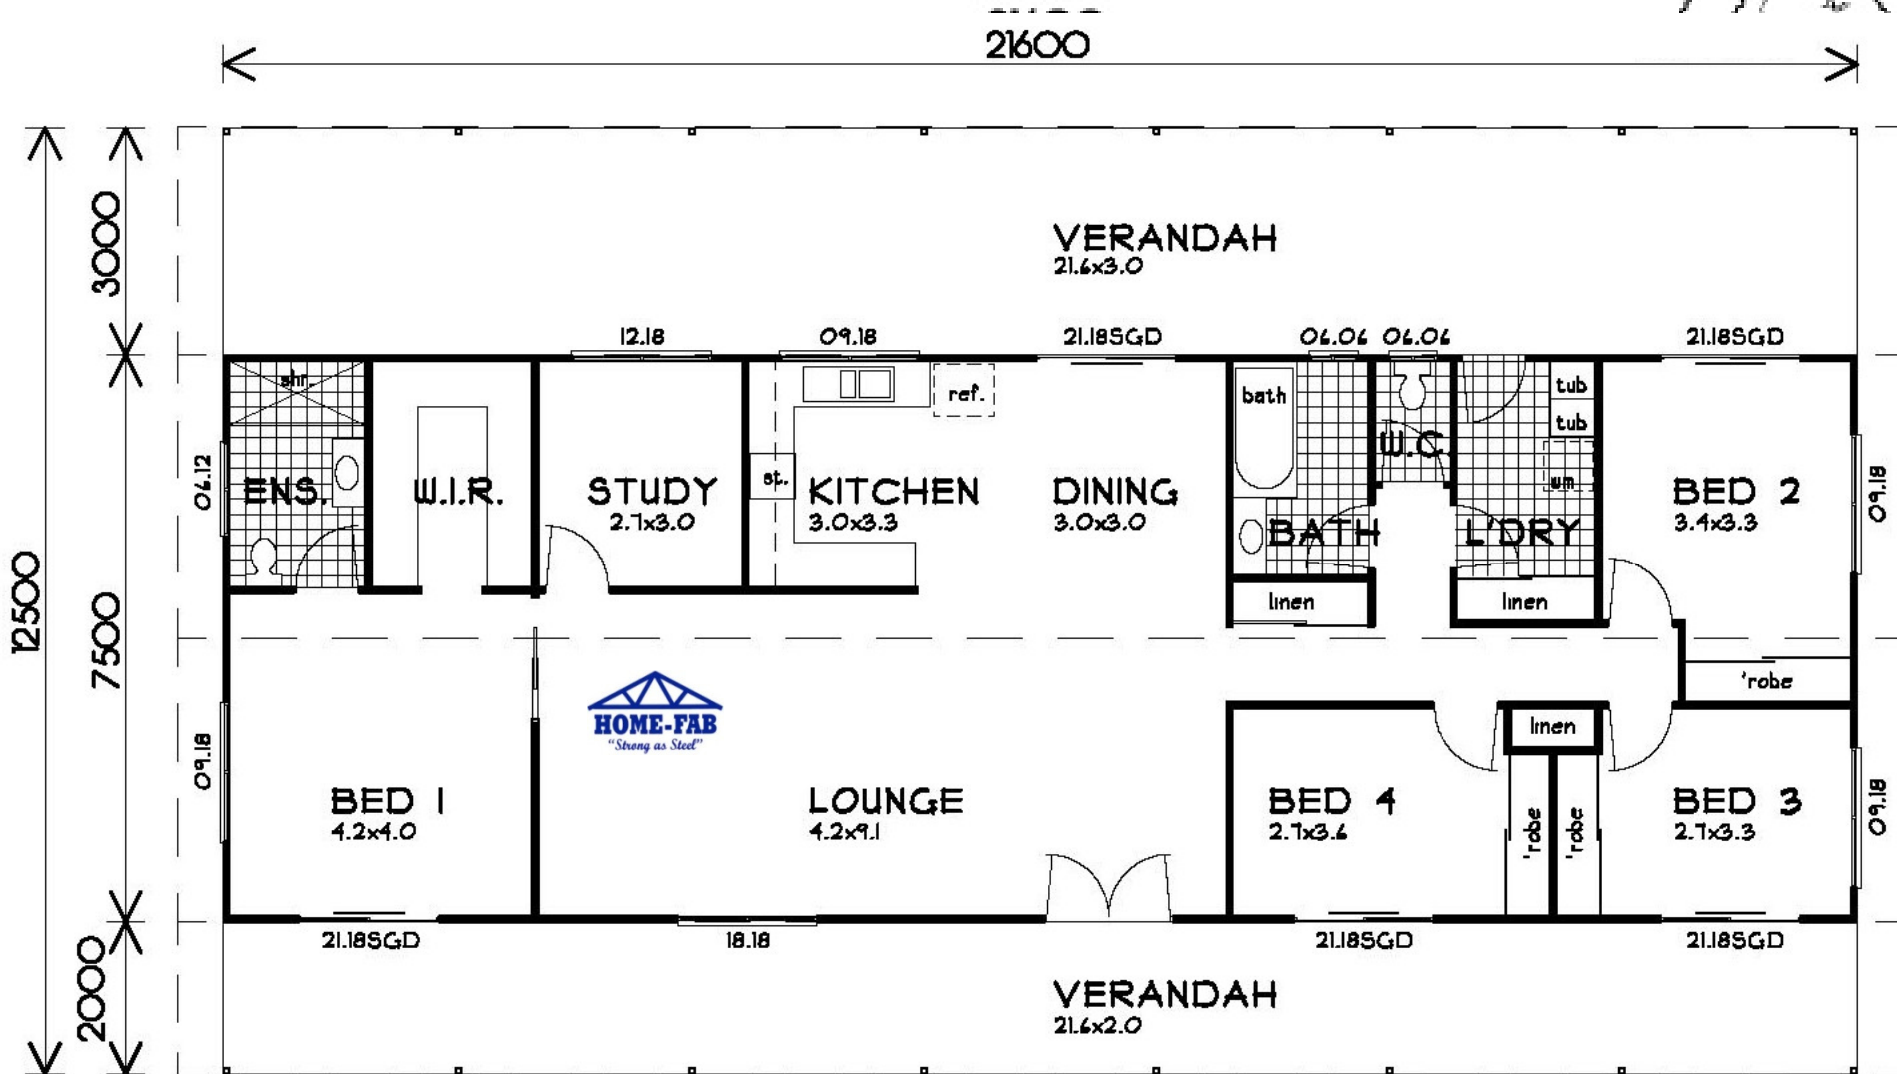 21600
3000
VERANDAH
21.6x3.0
12.18
09.18
21.18SGD
06.06
06.06
21.18SGD
shr.
ref.
bath
tub
tub
W.C.
06.12
ENS.
W.I.R.
STUDY
2.7x3.0
st.
KITCHEN
3.0x3.3
DINING
3.0x3.0
BATH
wm
L'DRY
BED 2
3.4x3.3
09.18
12500
7500
linen
linen
'robe
HOME-FAB
"Strong as Steel"
linen
09.18
BED 1
4.2x4.0
LOUNGE
4.2x9.1
BED 4
2.7x3.6
'robe
'robe
BED 3
2.7x3.3
09.18
21.18SGD
18.18
21.18SGD
21.18SGD
2000
VERANDAH
21.6x2.0